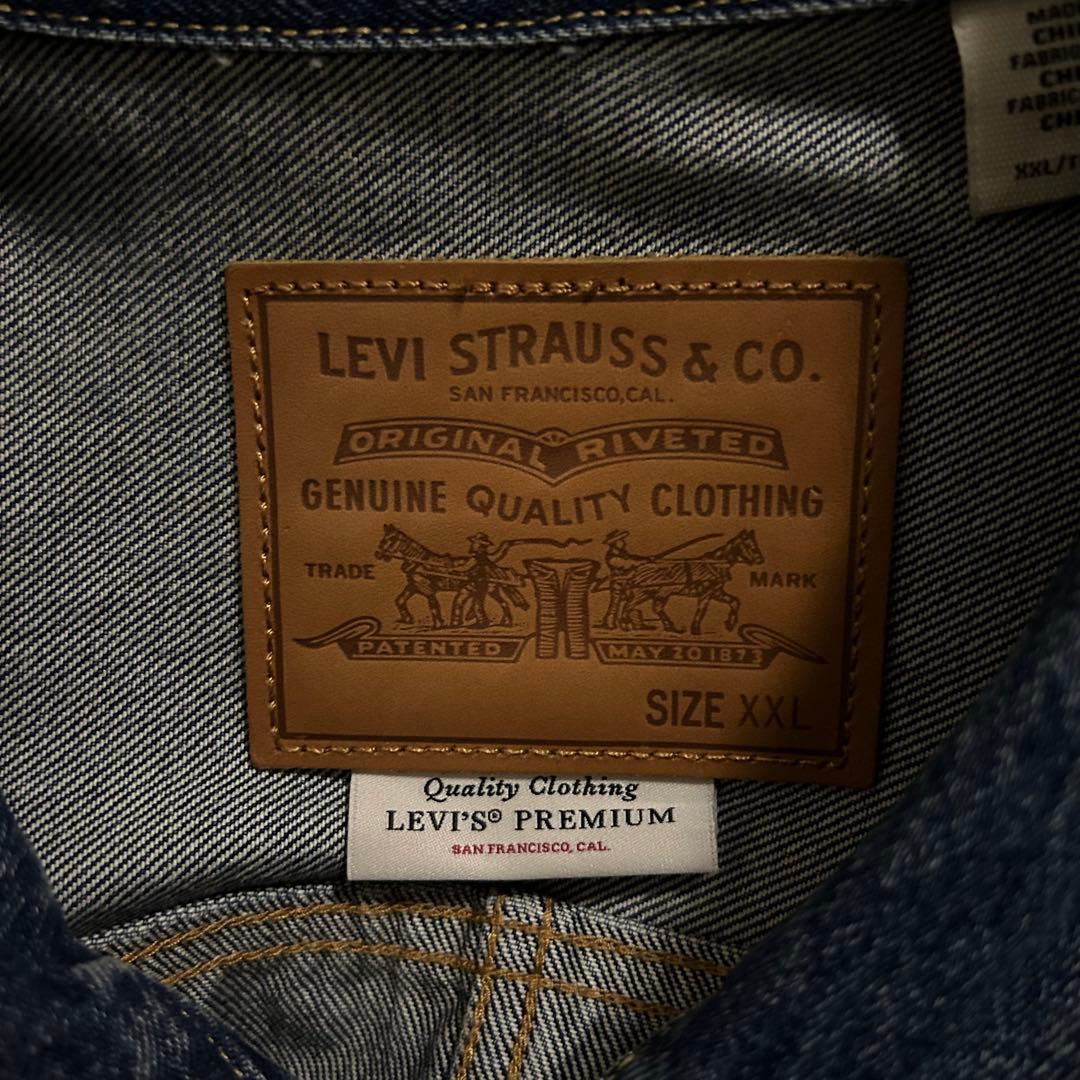 LEVI STRAUSS & CO.
SAN FRANCISCO, CAL.
ORIGINAL RIVETED
GENUINE QUALITY CLOTHING
TRADE MARK
PATENTED MAY 20 1873
SIZE XXL
Quality Clothing
LEVI'S® PREMIUM
SAN FRANCISCO, CAL.
XXL/T